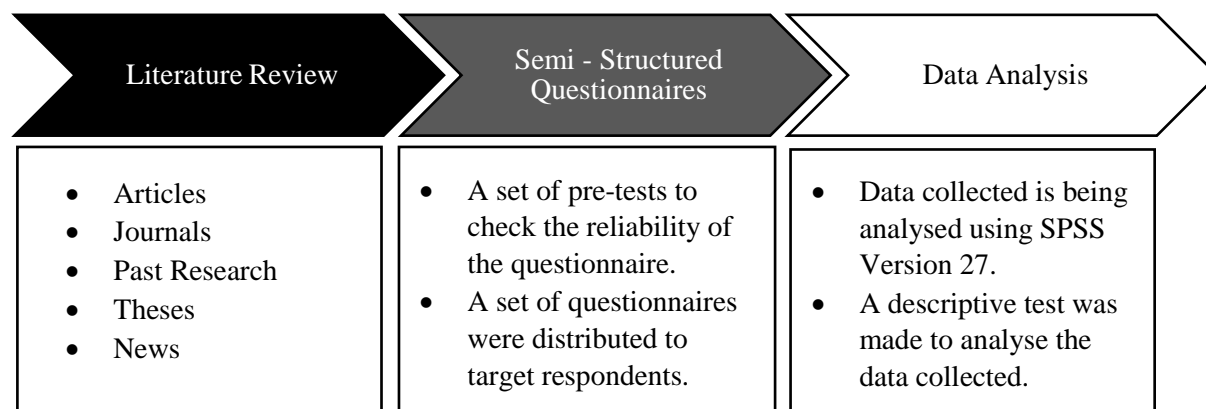 Literature Review
Semi - Structured
Questionnaires
Data Analysis
• Articles
• Journals
• Past Research
• Theses
• News
• A set of pre-tests to
check the reliability of
the questionnaire.
• A set of questionnaires
were distributed to
target respondents.
• Data collected is being
analysed using SPSS
Version 27.
• A descriptive test was
made to analyse the
data collected.